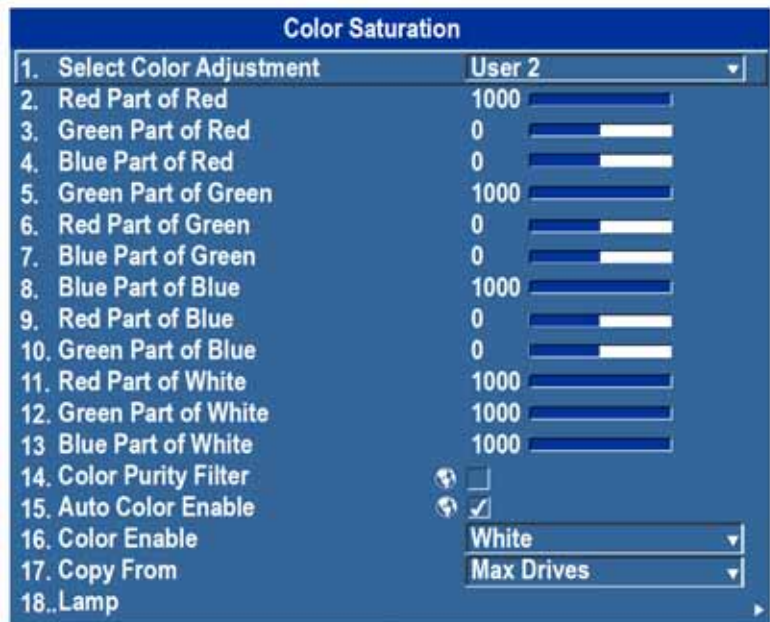 Color Saturation
1. Select Color Adjustment User 2
2. Red Part of Red 1000
3. Green Part of Red 0
4. Blue Part of Red 0
5. Green Part of Green 1000
6. Red Part of Green 0
7. Blue Part of Green 0
8. Blue Part of Blue 1000
9. Red Part of Blue 0
10. Green Part of Blue 0
11. Red Part of White 1000
12. Green Part of White 1000
13 Blue Part of White 1000
14. Color Purity Filter
15. Auto Color Enable
16. Color Enable White
17. Copy From Max Drives
18..Lamp